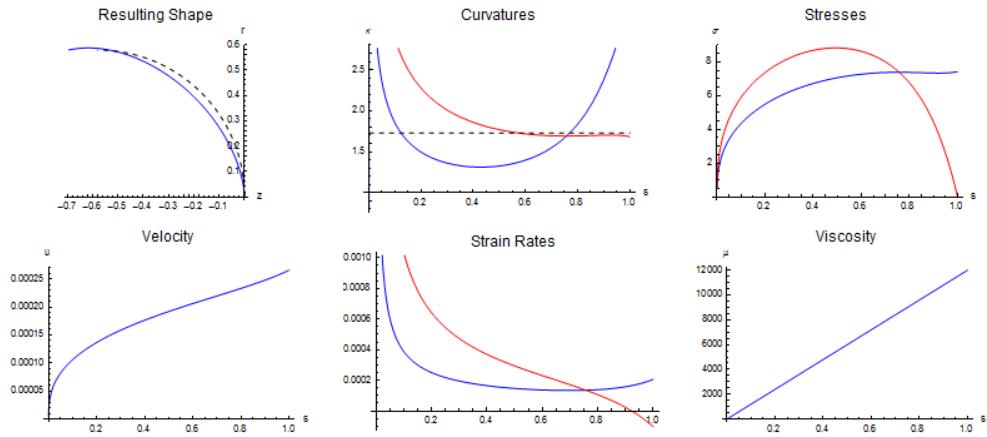 Resulting Shape
r
0.6
0.5
0.4
0.3
0.2
0.1
-0.7 -0.6 -0.5 -0.4 -0.3 -0.2 -0.1
z
Curvatures
κ
2.5
2.0
1.5
0.2 0.4 0.6 0.8 1.0
s
Stresses
σ
8
6
4
2
0.2 0.4 0.6 0.8 1.0
s
Velocity
u
0.00025
0.00020
0.00015
0.00010
0.00005
0.2 0.4 0.6 0.8 1.0
s
Strain Rates
0.0010
0.0008
0.0006
0.0004
0.0002
0.2 0.4 0.6 0.8 1.0
s
Viscosity
μ
12000
10000
8000
6000
4000
2000
0.2 0.4 0.6 0.8 1.0
s